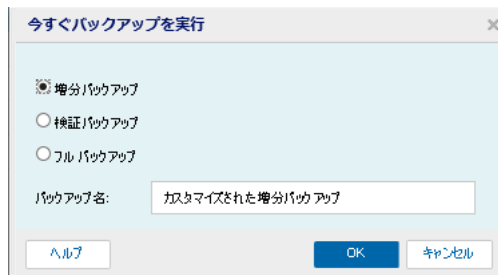 今すぐバックアップを実行
増分バックアップ
検証バックアップ
フル バックアップ
バックアップ名: カスタマイズされた増分バックアップ
ヘルプ OK キャンセル